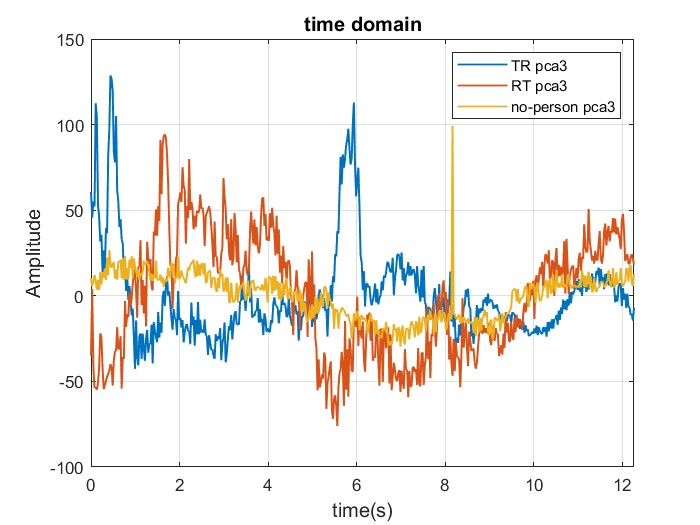 time domain
150
100
50
0
-50
-100
Amplitude
TR pca3
RT pca3
no-person pca3
0 2 4 6 8 10 12
time(s)